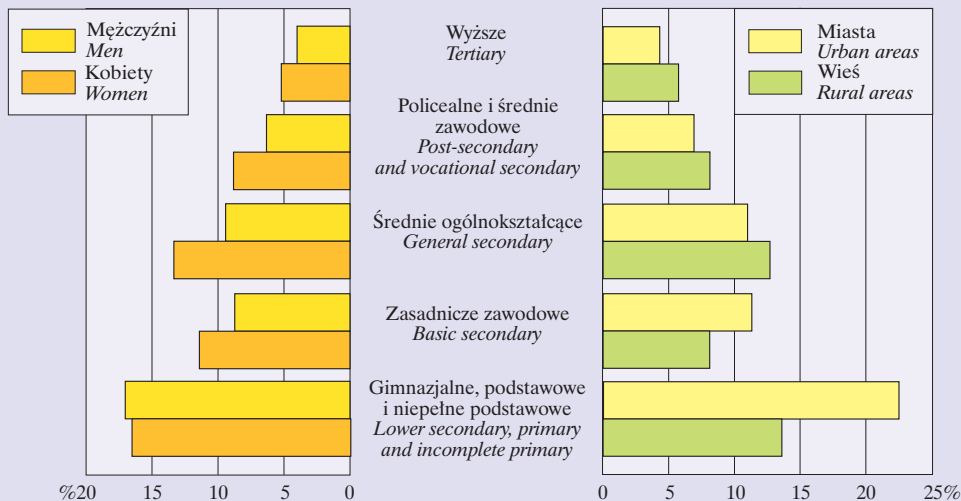 Mężczyźni
Men
Kobiety
Women
Wyższe
Tertiary
Policealne i średnie
zawodowe
Post-secondary
and vocational secondary
Średnie ogólnokształcące
General secondary
Zasadnicze zawodowe
Basic secondary
Gimnazjalne, podstawowe
i niepełne podstawowe
Lower secondary, primary
and incomplete primary
Miasta
Urban areas
Wieś
Rural areas
%20 15 10 5 0
0 5 10 15 20 25%